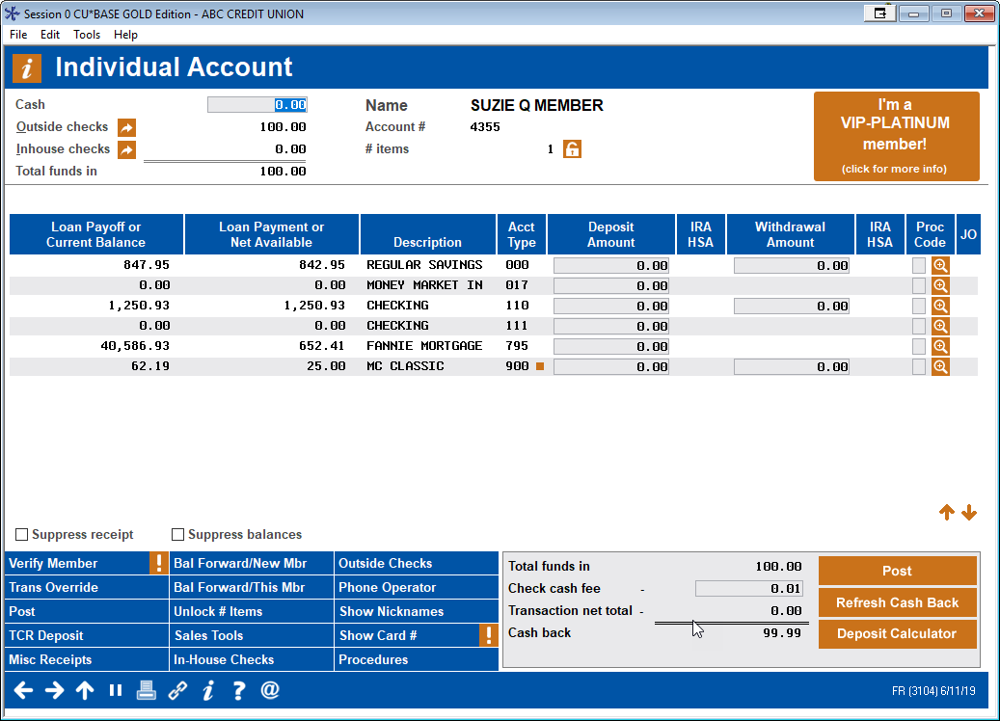 Session 0 CU*BASE GOLD Edition - ABC CREDIT UNION
File Edit Tools Help
i Individual Account
Cash 0.00 Name SUZIE Q MEMBER
Outside checks 100.00 Account # 4355
Inhouse checks 0.00 # items 1
Total funds in 100.00
I'm a
VIP-PLATINUM
member!
(click for more info)
Loan Payoff or Current Balance Loan Payment or Net Available Description Acct Type Deposit Amount IRA HSA Withdrawal Amount IRA HSA Proc Code JO
847.95 842.95 REGULAR SAVINGS 000 0.00 0.00
0.00 0.00 MONEY MARKET IN 017 0.00
1,250.93 1,250.93 CHECKING 110 0.00 0.00
0.00 0.00 CHECKING 111 0.00
40,586.93 652.41 FANNIE MORTGAGE 795 0.00
62.19 25.00 MC CLASSIC 900 0.00 0.00
Suppress receipt Suppress balances
Verify Member ! Bal Forward/New Mbr Outside Checks
Trans Override Bal Forward/This Mbr Phone Operator
Post Unlock # Items Show Nicknames
TCR Deposit Sales Tools Show Card # !
Misc Receipts In-House Checks Procedures
Total funds in 100.00
Check cash fee - 0.01
Transaction net total - 0.00
Cash back 99.99
Post
Refresh Cash Back
Deposit Calculator
i ? @ FR (3104) 6/11/19